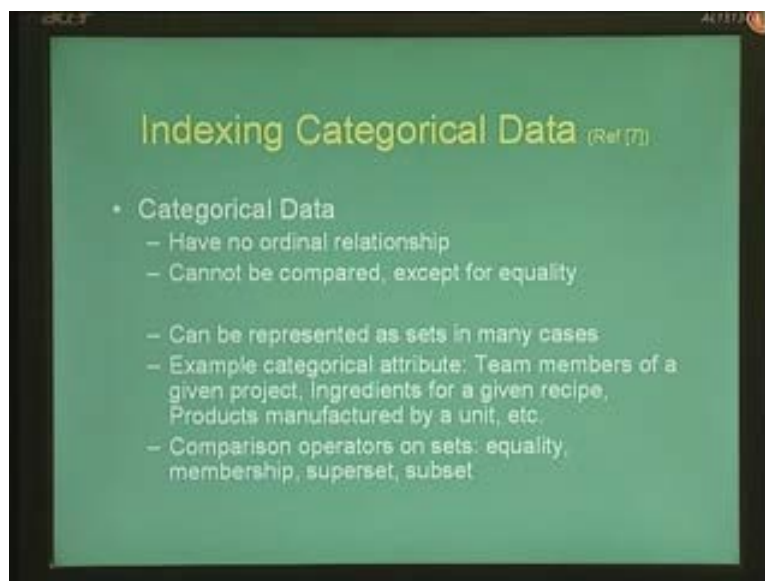 acer
Indexing Categorical Data (Ref [7])
• Categorical Data
– Have no ordinal relationship
– Cannot be compared, except for equality
– Can be represented as sets in many cases
– Example categorical attribute: Team members of a
given project, Ingredients for a given recipe,
Products manufactured by a unit, etc.
– Comparison operators on sets: equality,
membership, superset, subset